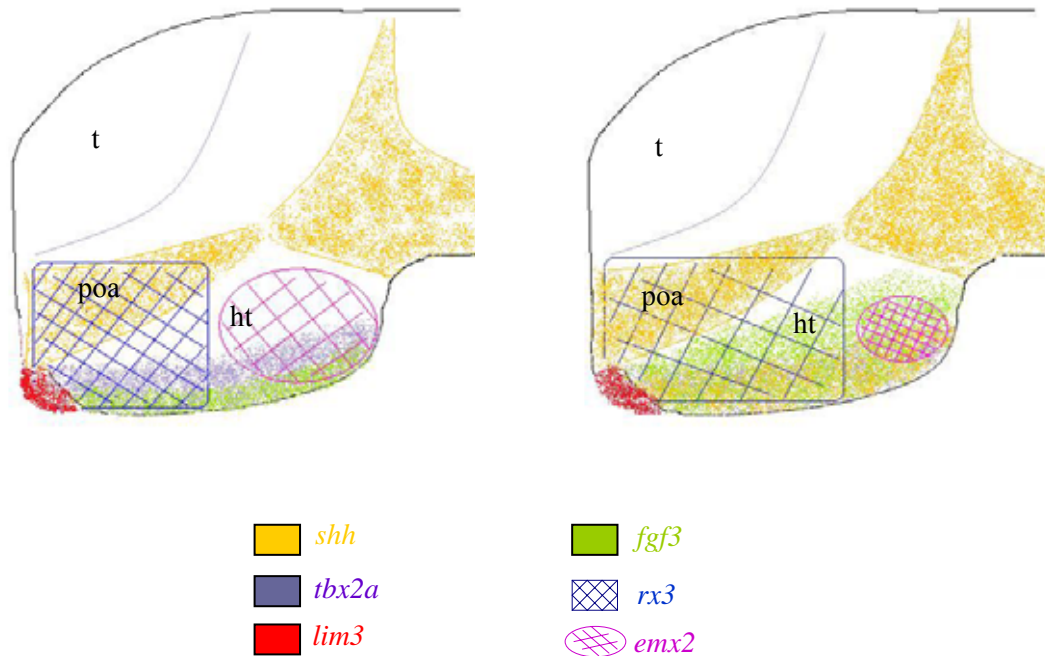 t
poa
ht
t
poa
ht
shh
fgf3
tbx2a
rx3
lim3
emx2